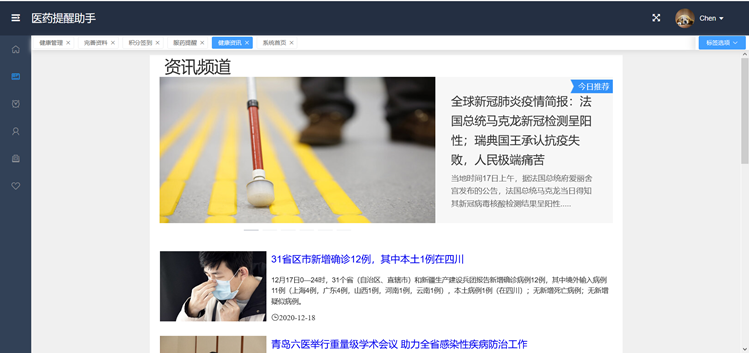 医药提醒助手
Chen
健康管理 × 完善资料 × 积分签到 × 服药提醒 × 健康资讯 × 系统首页 ×
标签选项
资讯频道
今日推荐
全球新冠肺炎疫情简报：法
国总统马克龙新冠检测呈阳
性；瑞典国王承认抗疫失
败，人民极端痛苦
当地时间17日上午，据法国总统府爱丽舍
宫发布的公告，法国总统马克龙当日得知
其新冠病毒核酸检测结果呈阳性.....
31省区市新增确诊12例，其中本土1例在四川
12月17日0—24时，31个省（自治区、直辖市）和新疆生产建设兵团报告新增确诊病例12例，其中境外输入病例
11例（上海4例，广东4例，山西1例，河南1例，云南1例），本土病例1例（在四川）；无新增死亡病例；无新增
疑似病例。
2020-12-18
青岛六医举行重量级学术会议 助力全省感染性疾病防治工作